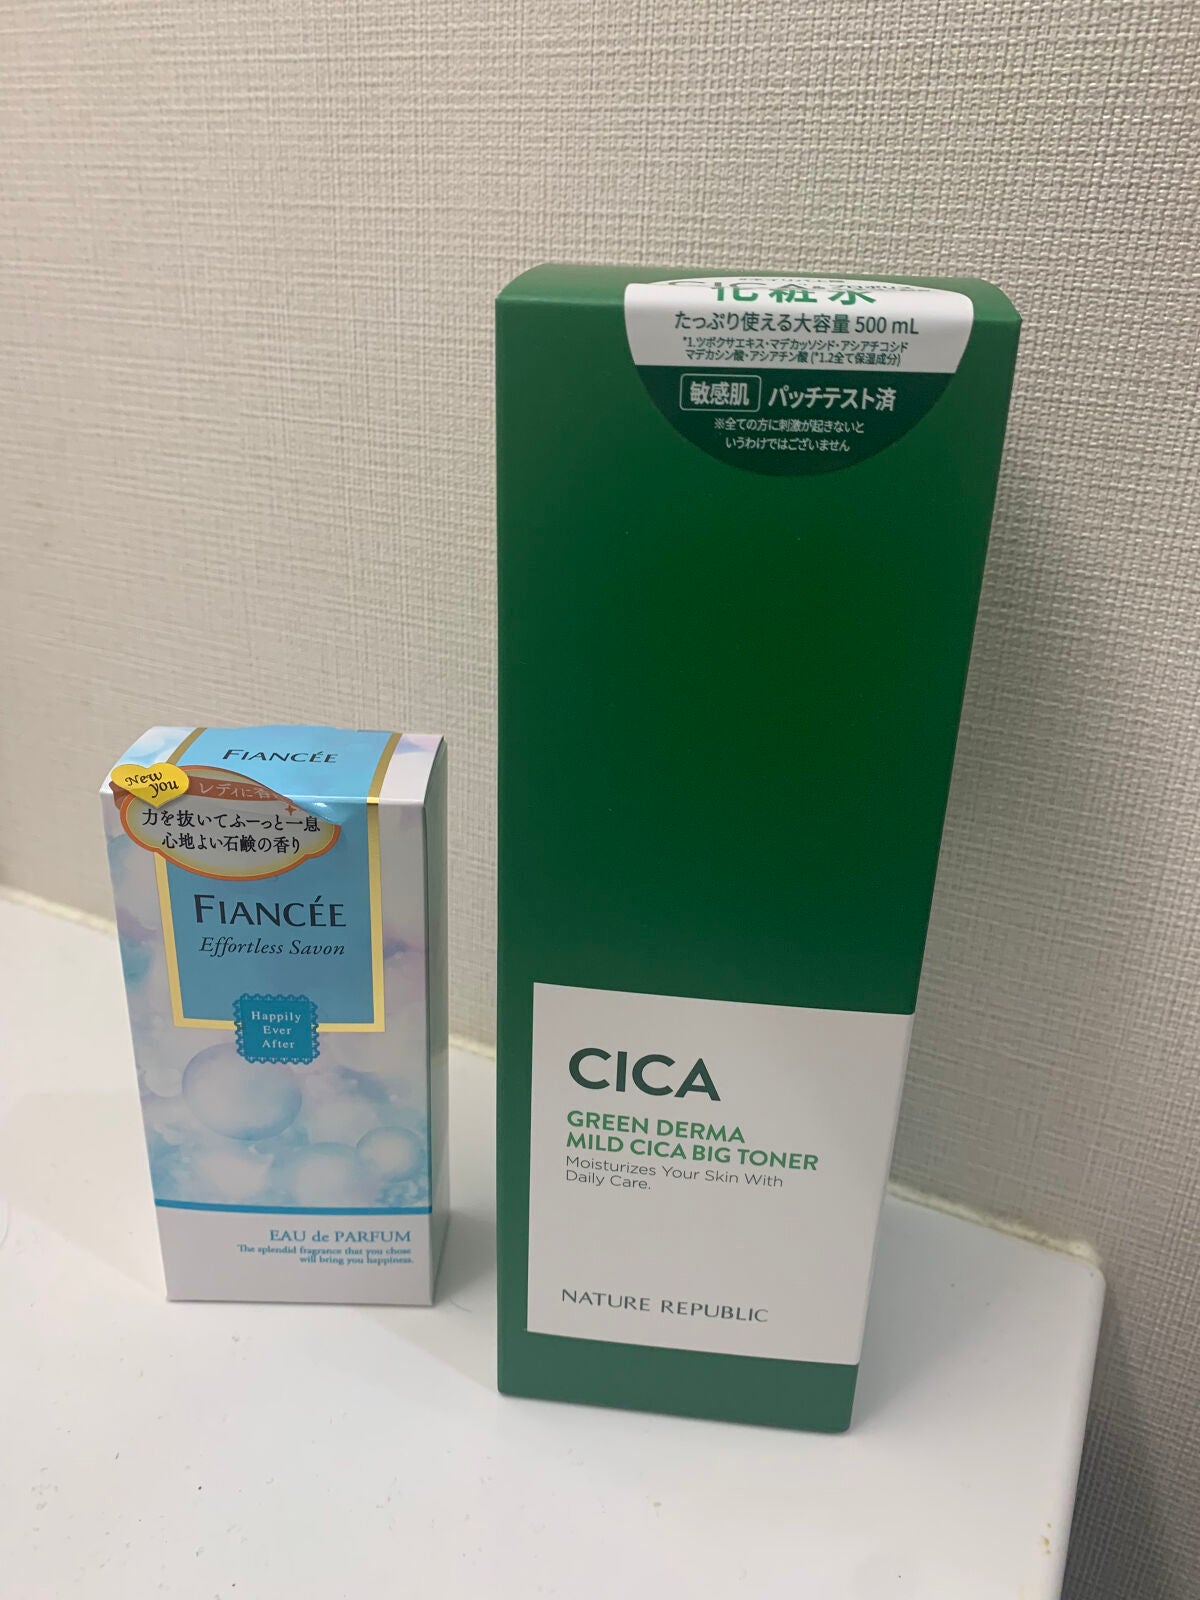 FIANCÉE
New
you
レディに香
力を抜いてふーっと一息
心地よい石鹸の香り
FIANCÉE
Effortless Savon
Happily
Ever
After
EAU de PARFUM
The splendid fragrance that you chose
will bring you happiness.
化粧水
たっぷり使える大容量 500 mL
*1.ツボクサエキス・マデカッソシド・アシアチコシド
マデカシン酸・アシアチン酸 (*1.2全て保湿成分)
敏感肌 パッチテスト済
※全ての方に刺激が起きないと
いうわけではございません
CICA
GREEN DERMA
MILD CICA BIG TONER
Moisturizes Your Skin With
Daily Care.
NATURE REPUBLIC